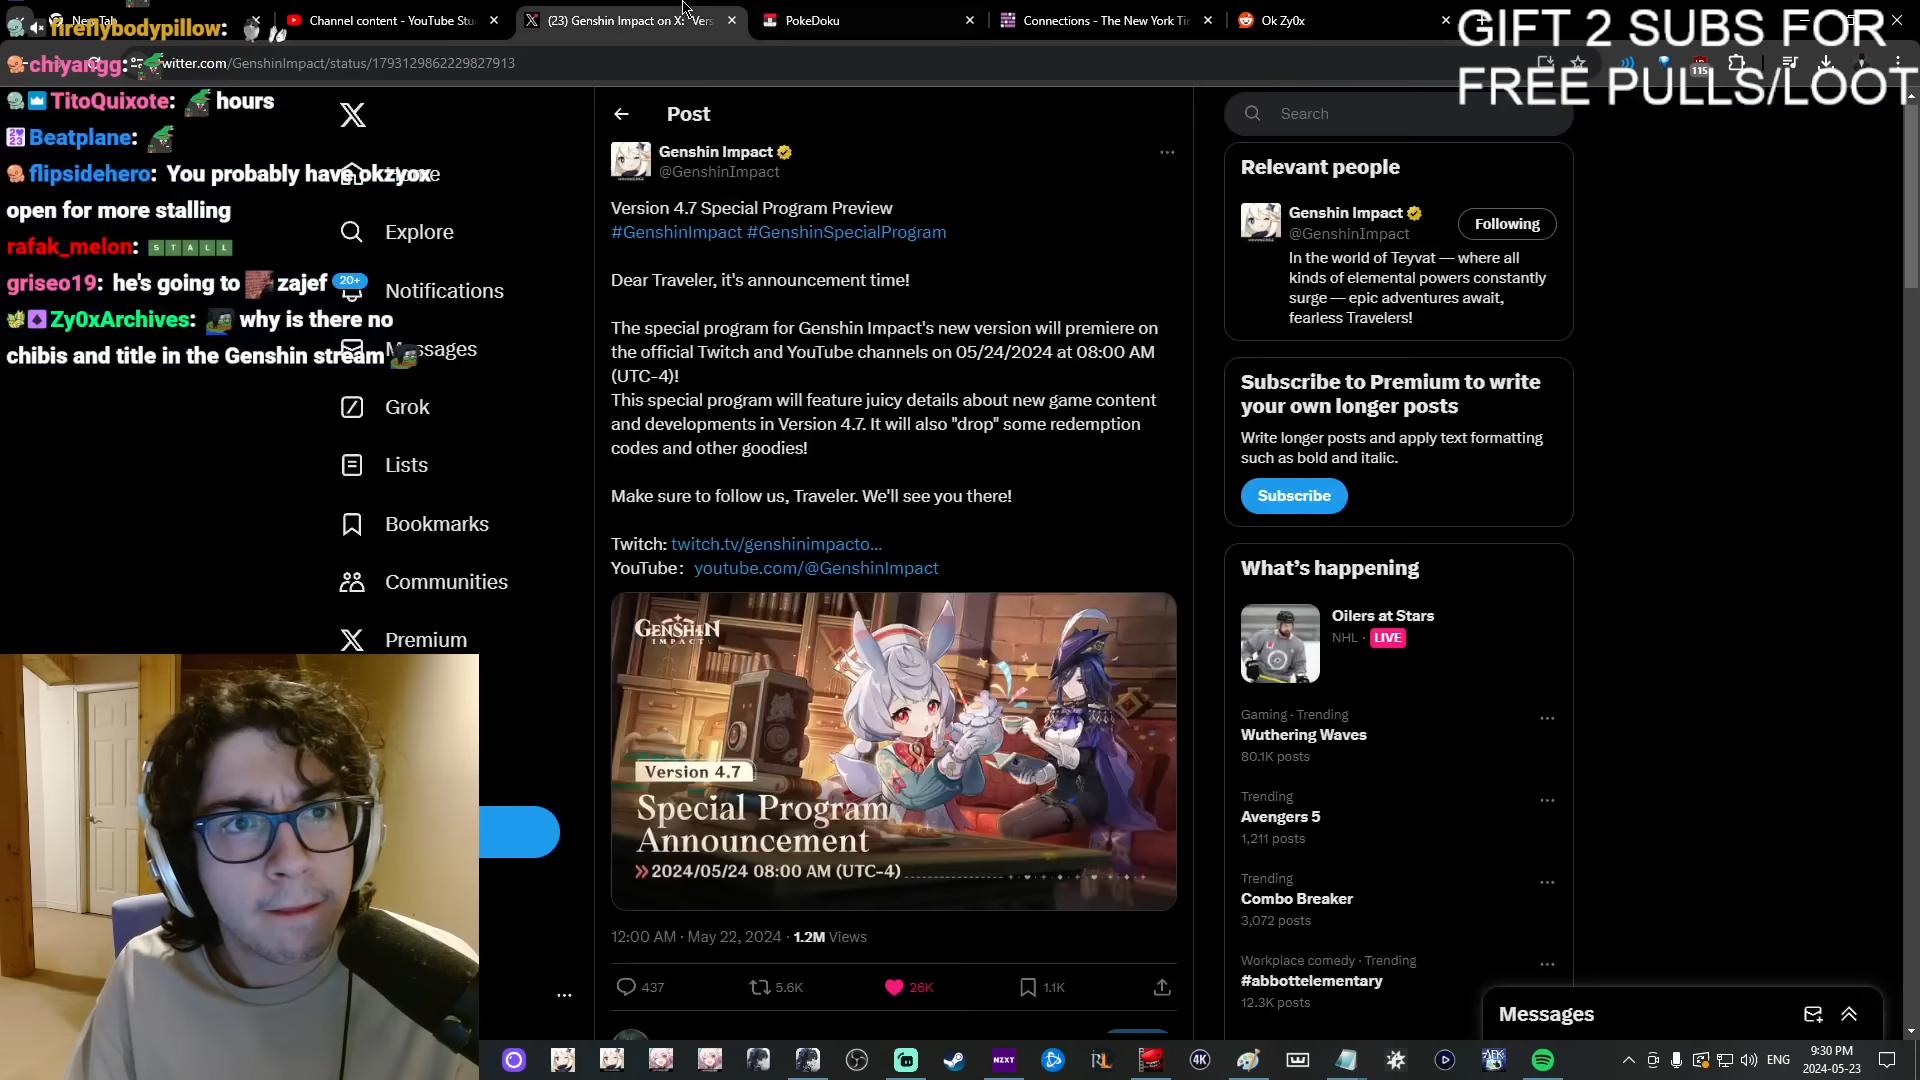 New Tab
Channel content - YouTube Stu
(23) Genshin Impact on X: "Vers
PokeDoku
Connections - The New York Tir
Ok Zy0x
witter.com/GenshinImpact/status/1793129862229827913
115
GIFT 2 SUBS FOR
FREE PULLS/LOOT
fireflybodypillow:
chiyangg:
TitoQuixote: hours
Beatplane:
flipsidehero: You probably have okzyox
open for more stalling
rafak_melon: STALL
griseo19: he's going to zajef
Zy0xArchives: why is there no
chibis and title in the Genshin stream
Home
Explore
20+
Notifications
Messages
Grok
Lists
Bookmarks
Communities
Premium
Post
Genshin Impact
@GenshinImpact
Version 4.7 Special Program Preview
#GenshinImpact #GenshinSpecialProgram
Dear Traveler, it's announcement time!
The special program for Genshin Impact's new version will premiere on
the official Twitch and YouTube channels on 05/24/2024 at 08:00 AM
(UTC-4)!
This special program will feature juicy details about new game content
and developments in Version 4.7. It will also "drop" some redemption
codes and other goodies!
Make sure to follow us, Traveler. We'll see you there!
Twitch: twitch.tv/genshinimpacto...
YouTube： youtube.com/@GenshinImpact
GENSHIN
IMPACT
Version 4.7
Special Program
Announcement
2024/05/24 08:00 AM (UTC-4)
12:00 AM · May 22, 2024 · 1.2M Views
437
5.6K
26K
1.1K
Search
Relevant people
Genshin Impact
@GenshinImpact
Following
In the world of Teyvat — where all
kinds of elemental powers constantly
surge — epic adventures await,
fearless Travelers!
Subscribe to Premium to write
your own longer posts
Write longer posts and apply text formatting
such as bold and italic.
Subscribe
What's happening
Oilers at Stars
NHL · LIVE
Gaming · Trending
Wuthering Waves
80.1K posts
Trending
Avengers 5
1,211 posts
Trending
Combo Breaker
3,072 posts
Workplace comedy · Trending
#abbottelementary
12.3K posts
Messages
NZXT
RL
4K
AFK
ENG
9:30 PM
2024-05-23